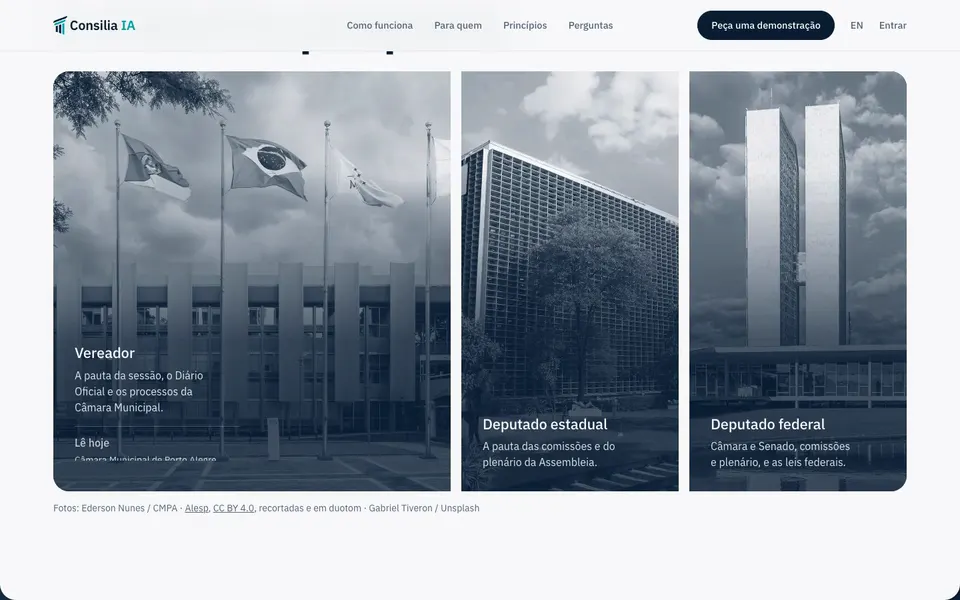 Consilia IA
Como funciona
Para quem
Princípios
Perguntas
Peça uma demonstração
EN
Entrar
Vereador
A pauta da sessão, o Diário
Oficial e os processos da
Câmara Municipal.
Lê hoje
Câmara Municipal de Porto Alegre
Deputado estadual
A pauta das comissões e do
plenário da Assembleia.
Deputado federal
Câmara e Senado, comissões
e plenário, e as leis federais.
Fotos: Ederson Nunes / CMPA · Alesp, CC BY 4.0, recortadas e em duotom · Gabriel Tiveron / Unsplash